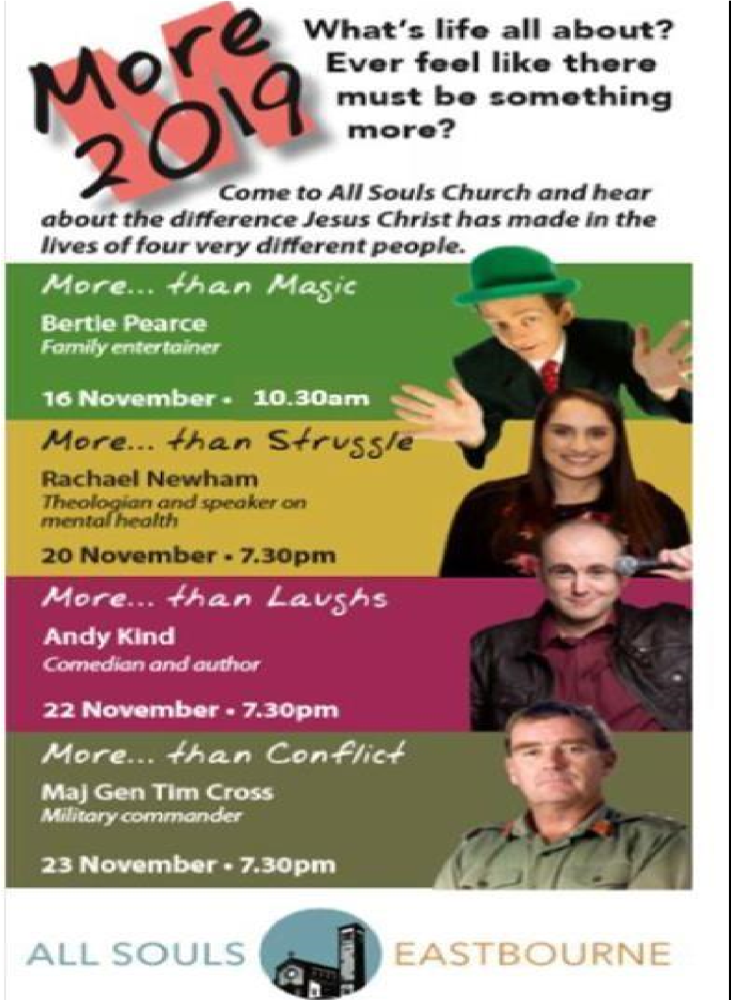 More
2019
What's life all about?
Ever feel like there
must be something
more?
Come to All Souls Church and hear
about the difference Jesus Christ has made in the
lives of four very different people.
More... than Magic
Bertie Pearce
Family entertainer
16 November • 10.30am
More... than Struggle
Rachael Newham
Theologian and speaker on
mental health
20 November • 7.30pm
More... than Laughs
Andy Kind
Comedian and author
22 November • 7.30pm
More... than Conflict
Maj Gen Tim Cross
Military commander
23 November • 7.30pm
ALL SOULS EASTBOURNE